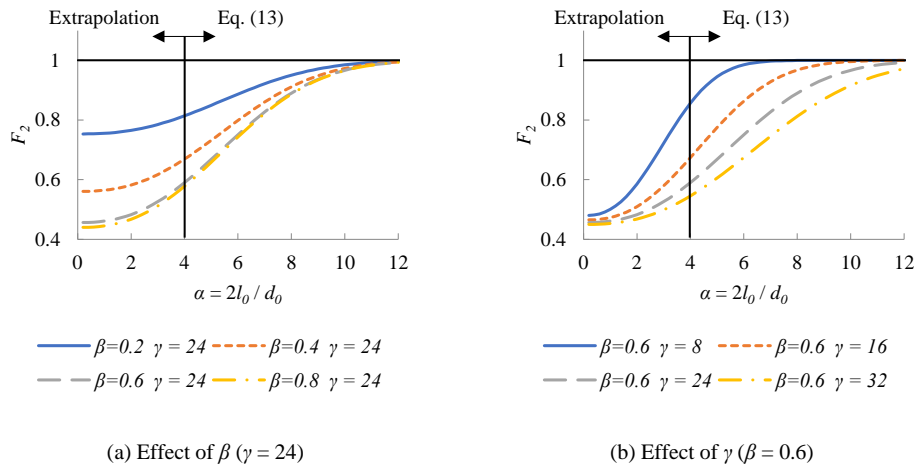 Extrapolation Eq. (13)
1
0.8
0.6
0.4
F2
0 2 4 6 8 10 12
α = 2l0 / d0
β=0.2 γ = 24 β=0.4 γ = 24
β=0.6 γ = 24 β=0.8 γ = 24
(a) Effect of β (γ = 24)
Extrapolation Eq. (13)
1
0.8
0.6
0.4
F2
0 2 4 6 8 10 12
α = 2l0 / d0
β=0.6 γ = 8 β=0.6 γ = 16
β=0.6 γ = 24 β=0.6 γ = 32
(b) Effect of γ (β = 0.6)